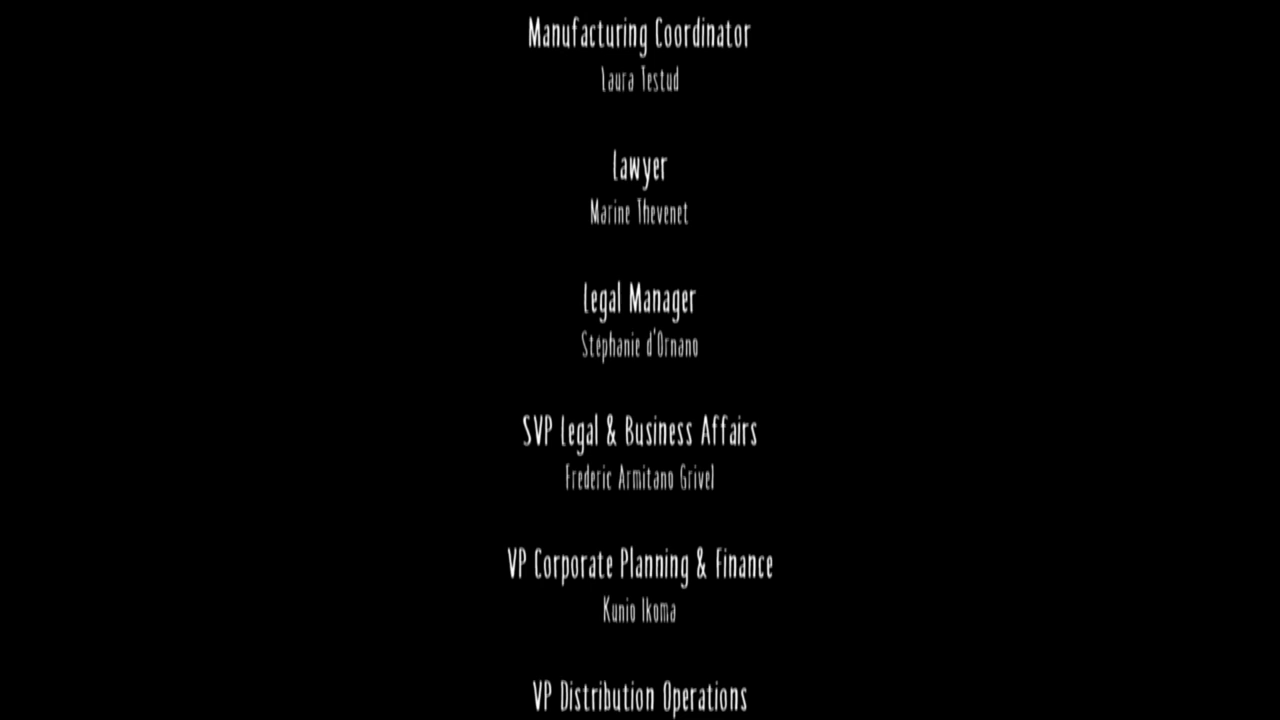 Manufacturing Coordinator
Laura Testud
Lawyer
Marine Thevenet
Legal Manager
Stéphanie d'Ornano
SVP Legal & Business Affairs
Frederic Armitano Grivel
VP Corporate Planning & Finance
Kunio Ikoma
VP Distribution Operations